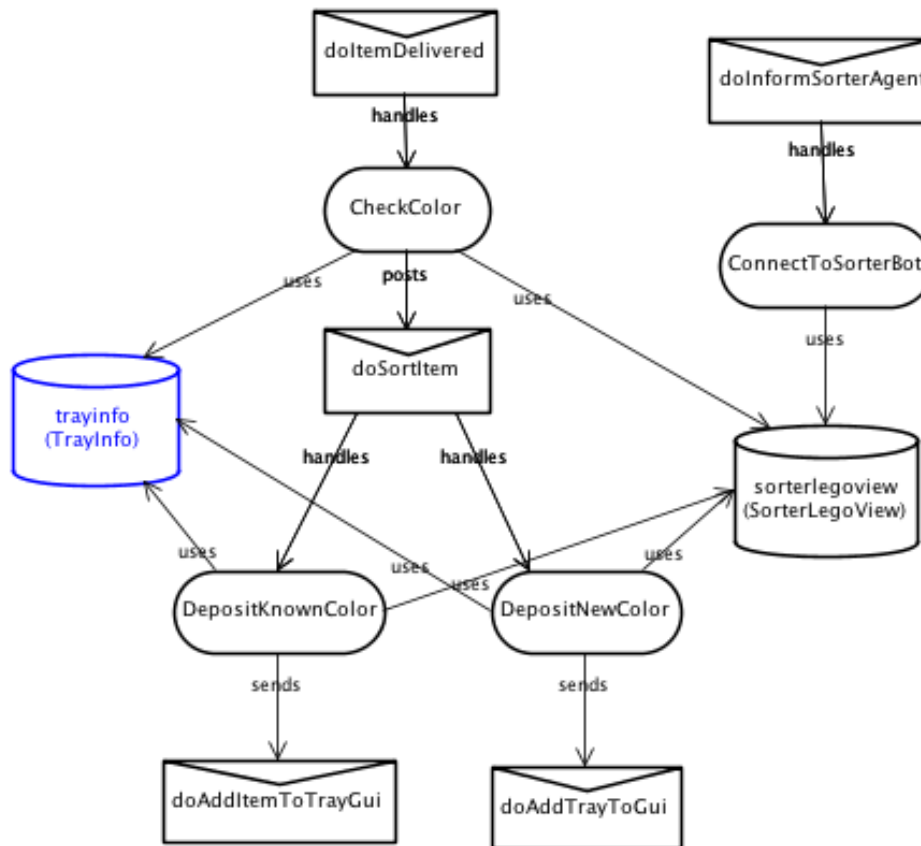 doItemDelivered
doInformSorterAgent
handles
handles
CheckColor
ConnectToSorterBot
uses
posts
uses
uses
doSortItem
trayinfo
(TrayInfo)
handles
handles
sorterlegoview
(SorterLegoView)
uses
uses
uses
uses
DepositKnownColor
DepositNewColor
sends
sends
doAddItemToTrayGui
doAddTrayToGui